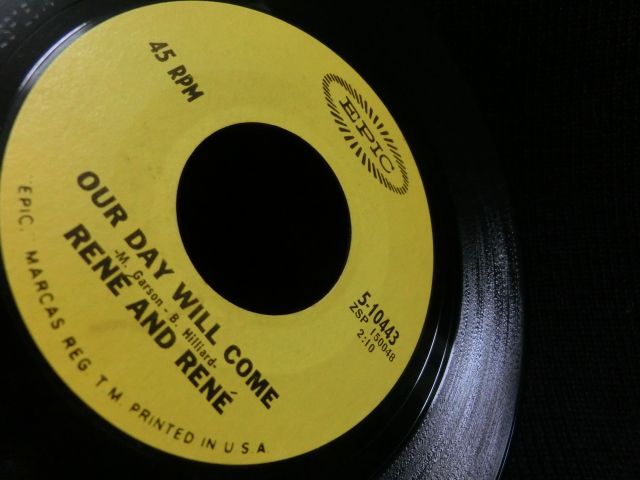 45 RPM
EPIC
OUR DAY WILL COME
-M. Garson - B. Hilliard-
RENÉ AND RENÉ
5-10443
ZSP 150048
2:10
"EPIC. MARCAS REG T M. PRINTED IN U S A